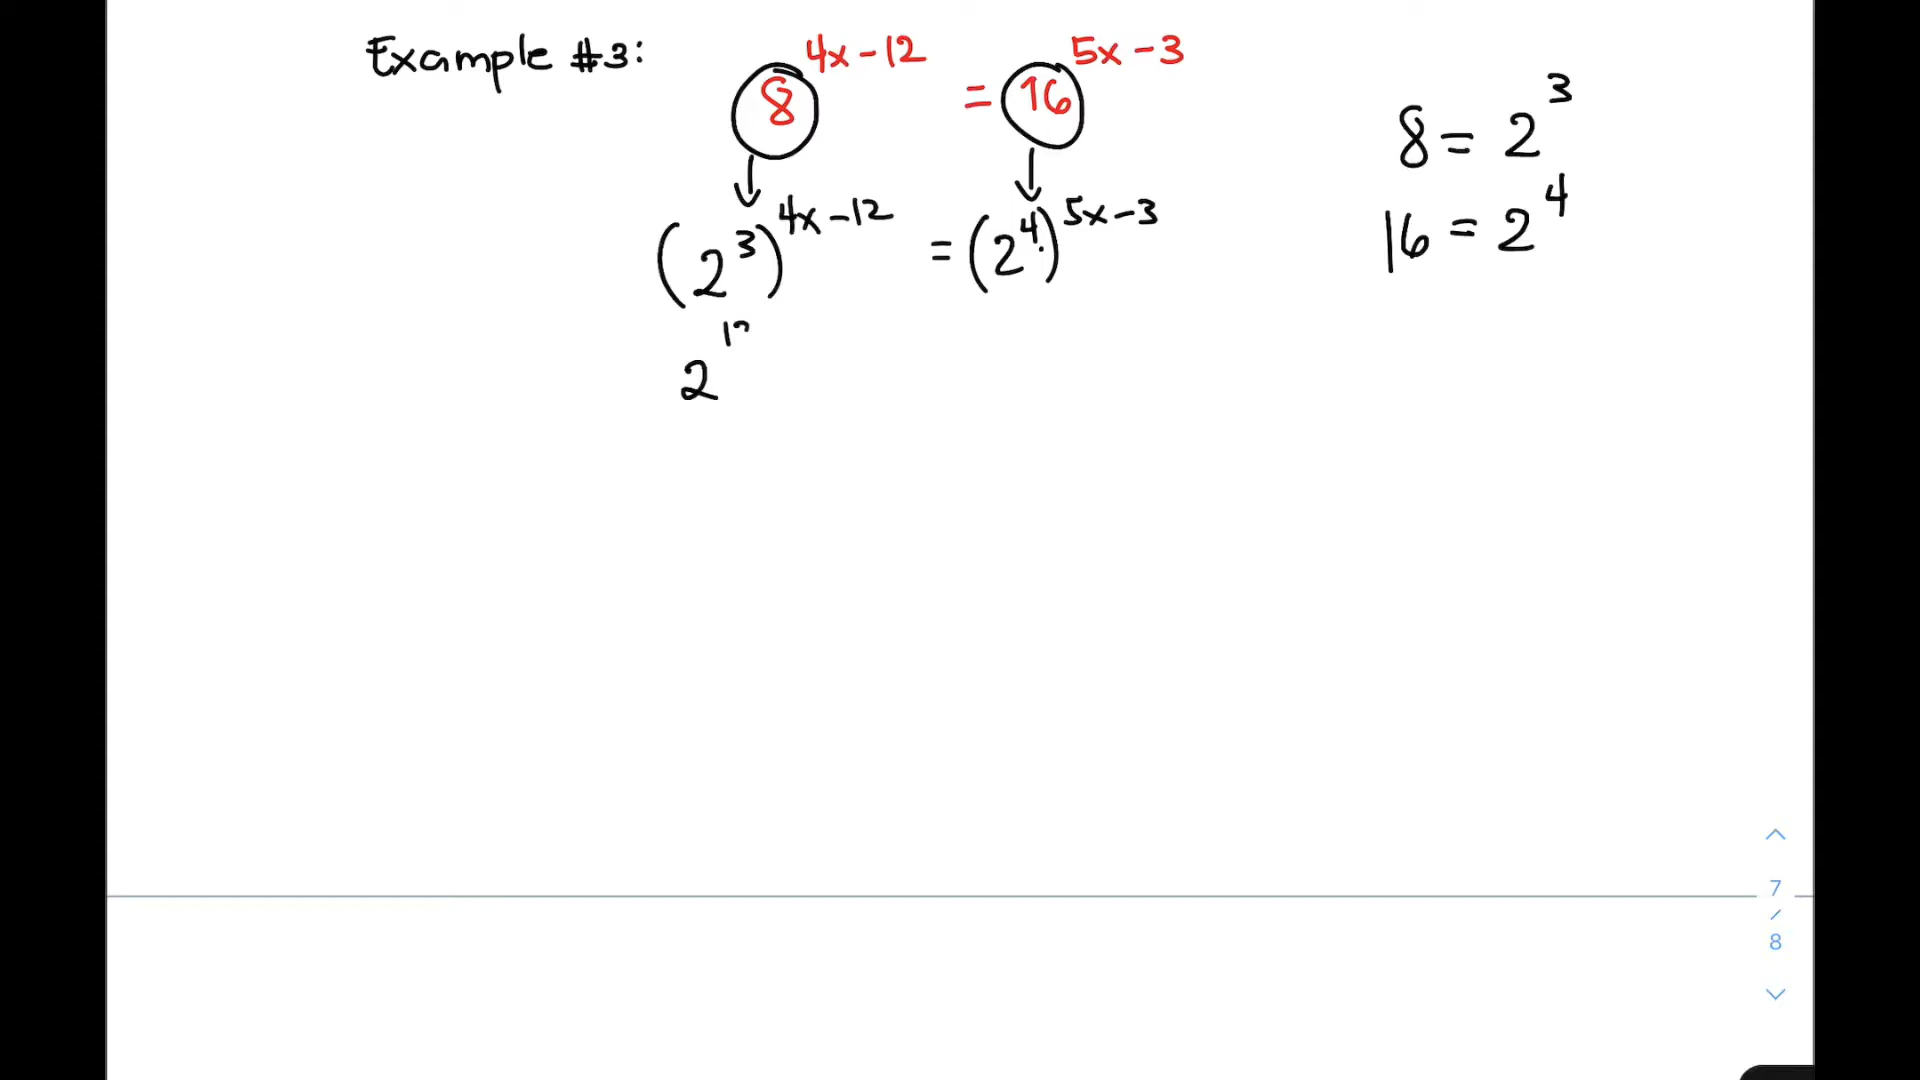 Example #3: 8^(4x-12) = 16^(5x-3)
8 = 2^3
(2^3)^(4x-12) = (2^4)^(5x-3)
16 = 2^4
2^1
7
/
8